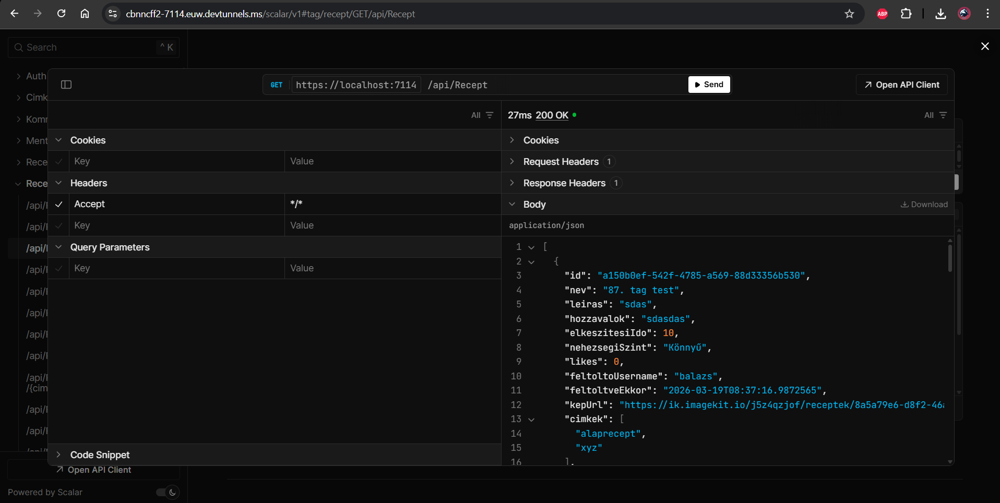 cbnncff2-7114.euw.devtunnels.ms/scalar/v1#tag/recept/GET/api/Recept
ABP
Search
^ K
Auth
GET
https://localhost:7114
/api/Recept
Send
Open API Client
All
27ms 200 OK
All
Cookies
Key
Value
Headers
Accept
*/*
Key
Value
Query Parameters
Key
Value
Code Snippet
Cookies
Request Headers 1
Response Headers 1
Body
Download
application/json
1 [
2 {
3 "id": "a150b0ef-542f-4785-a569-88d33356b530",
4 "nev": "87. tag test",
5 "leiras": "sdas",
6 "hozzavalok": "sdasdas",
7 "elkeszitesiIdo": 10,
8 "nehezsegiSzint": "Könnyű",
9 "likes": 0,
10 "feltoltoUsername": "balazs",
11 "feltoltveEkkor": "2026-03-19T08:37:16.9872565",
12 "kepUrl": "https://ik.imagekit.io/j5z4qzjof/receptek/8a5a79e6-d8f2-46a
13 "cimkek": [
14 "alaprecept",
15 "xyz"
16 ],
Cimk
Komm
Ment
Rece
Rece
/api/
/api/
/api/
/api/
/api/
/api/
/api/
/api/
/api/
/{cim
/api/
/api/
Open API Client
Powered by Scalar